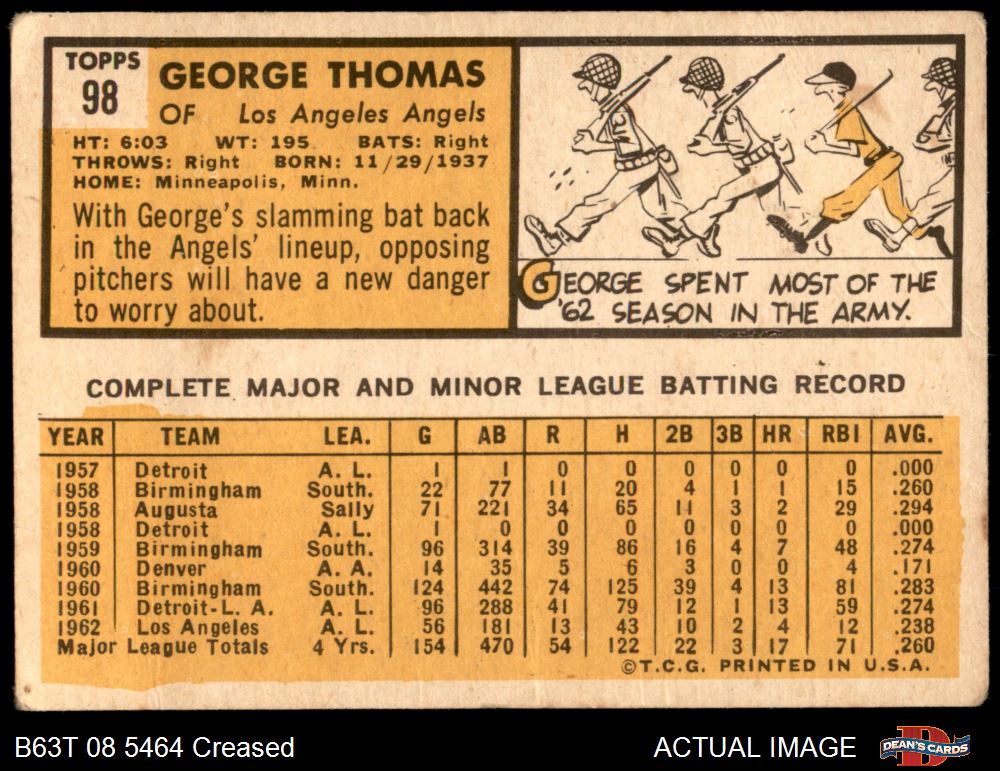 TOPPS
98
GEORGE THOMAS
OF Los Angeles Angels
HT: 6:03 WT: 195 BATS: Right
THROWS: Right BORN: 11/29/1937
HOME: Minneapolis, Minn.
With George's slamming bat back
in the Angels' lineup, opposing
pitchers will have a new danger
to worry about.
GEORGE SPENT MOST OF THE
'62 SEASON IN THE ARMY.
COMPLETE MAJOR AND MINOR LEAGUE BATTING RECORD
YEAR TEAM LEA. G AB R H 2B 3B HR RBI AVG.
1957 Detroit A. L. 1 1 0 0 0 0 0 0 .000
1958 Birmingham South. 22 77 11 20 4 1 1 15 .260
1958 Augusta Sally 71 221 34 65 11 3 2 29 .294
1958 Detroit A. L. 1 0 0 0 0 0 0 0 .000
1959 Birmingham South. 96 314 39 86 16 4 7 48 .274
1960 Denver A. A. 14 35 5 6 3 0 0 4 .171
1960 Birmingham South. 124 442 74 125 39 4 13 81 .283
1961 Detroit-L. A. A. L. 96 288 41 79 12 1 13 59 .274
1962 Los Angeles A. L. 56 181 13 43 10 2 4 12 .238
Major League Totals 4 Yrs. 154 470 54 122 22 3 17 71 .260
©T.C.G. PRINTED IN U.S.A.
B63T 08 5464 Creased
ACTUAL IMAGE
DEAN'S CARDS